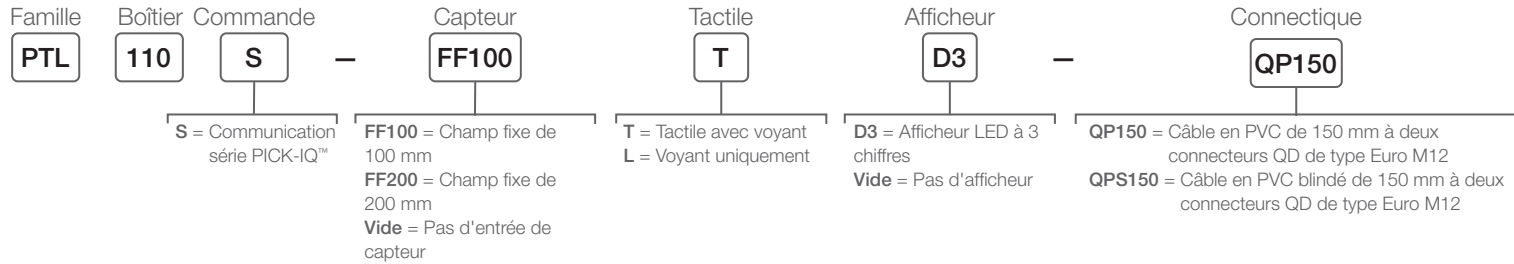 Famille Boîtier Commande Capteur Tactile Afficheur Connectique
PTL 110 S – FF100 T D3 – QP150
S = Communication
série PICK-IQ™
FF100 = Champ fixe de
100 mm
FF200 = Champ fixe de
200 mm
Vide = Pas d'entrée de
capteur
T = Tactile avec voyant
L = Voyant uniquement
D3 = Afficheur LED à 3
chiffres
Vide = Pas d'afficheur
QP150 = Câble en PVC de 150 mm à deux
connecteurs QD de type Euro M12
QPS150 = Câble en PVC blindé de 150 mm à deux
connecteurs QD de type Euro M12